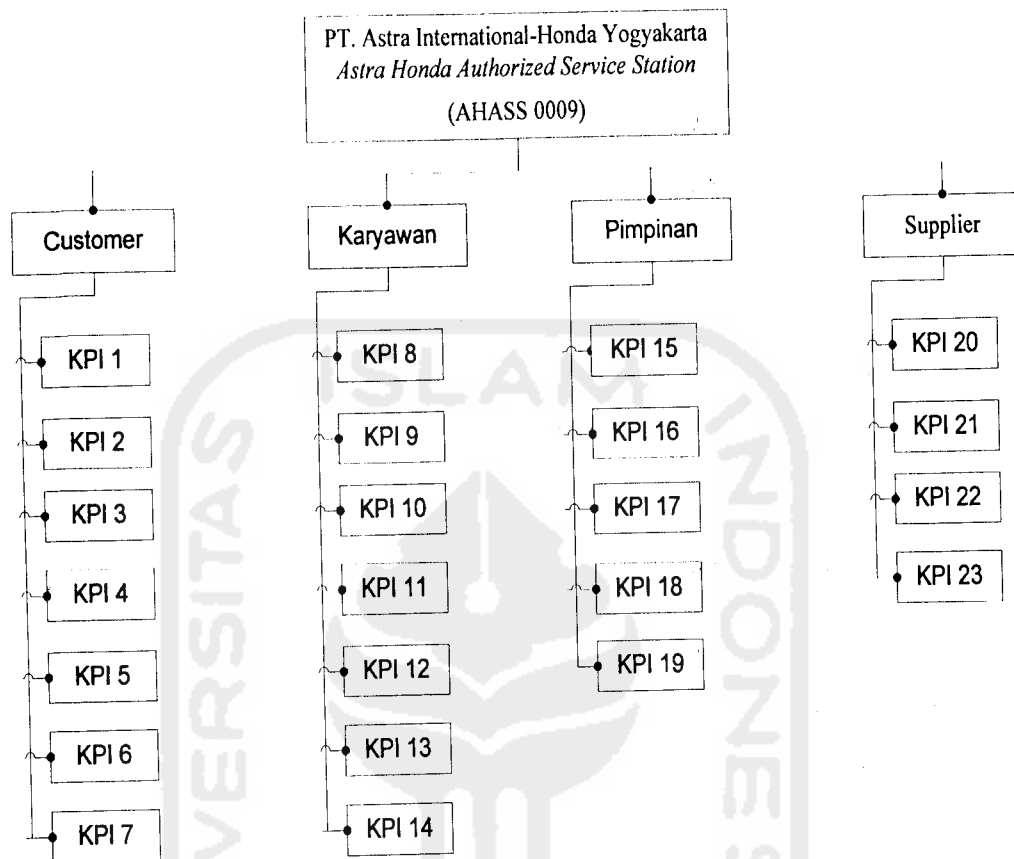 PT. Astra International-Honda Yogyakarta
Astra Honda Authorized Service Station
(AHASS 0009)
Customer
Karyawan
Pimpinan
Supplier
KPI 1
KPI 2
KPI 3
KPI 4
KPI 5
KPI 6
KPI 7
KPI 8
KPI 9
KPI 10
KPI 11
KPI 12
KPI 13
KPI 14
KPI 15
KPI 16
KPI 17
KPI 18
KPI 19
KPI 20
KPI 21
KPI 22
KPI 23
ISLAM
VERSITAS
INDONES